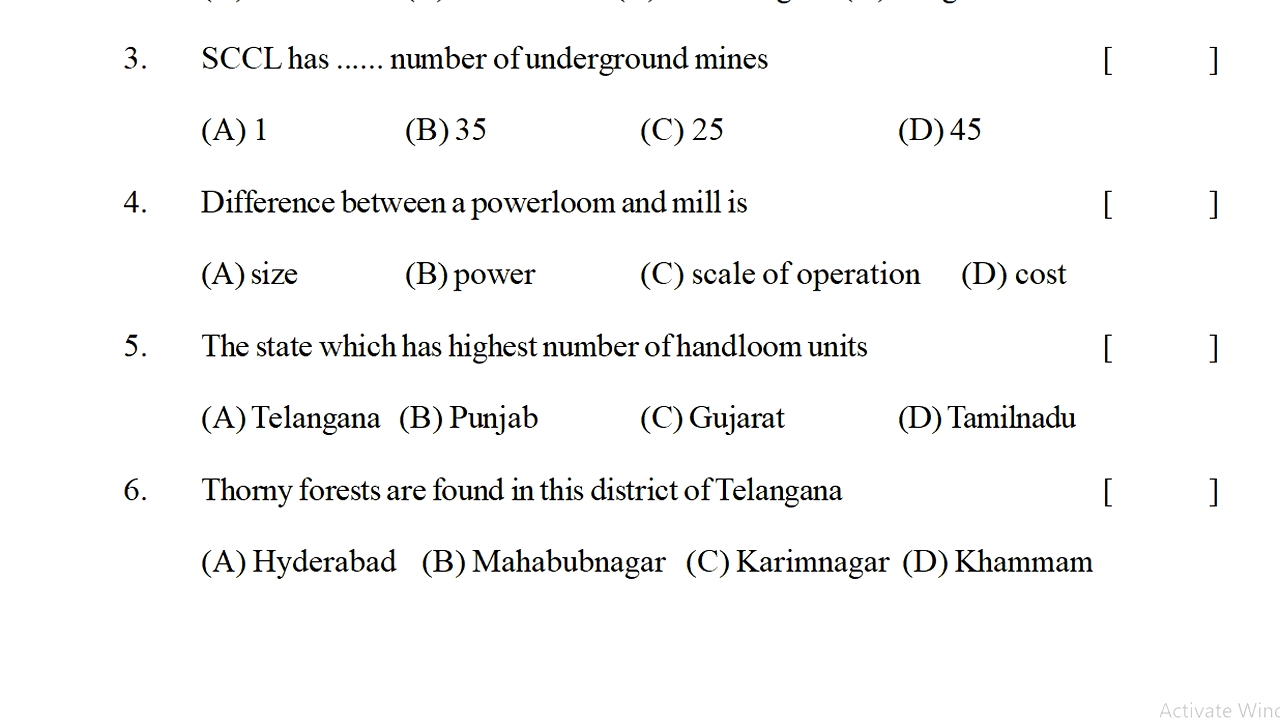 3. SCCL has ...... number of underground mines [ ]
(A) 1 (B) 35 (C) 25 (D) 45
4. Difference between a powerloom and mill is [ ]
(A) size (B) power (C) scale of operation (D) cost
5. The state which has highest number of handloom units [ ]
(A) Telangana (B) Punjab (C) Gujarat (D) Tamilnadu
6. Thorny forests are found in this district of Telangana [ ]
(A) Hyderabad (B) Mahabubnagar (C) Karimnagar (D) Khammam
Activate Wind